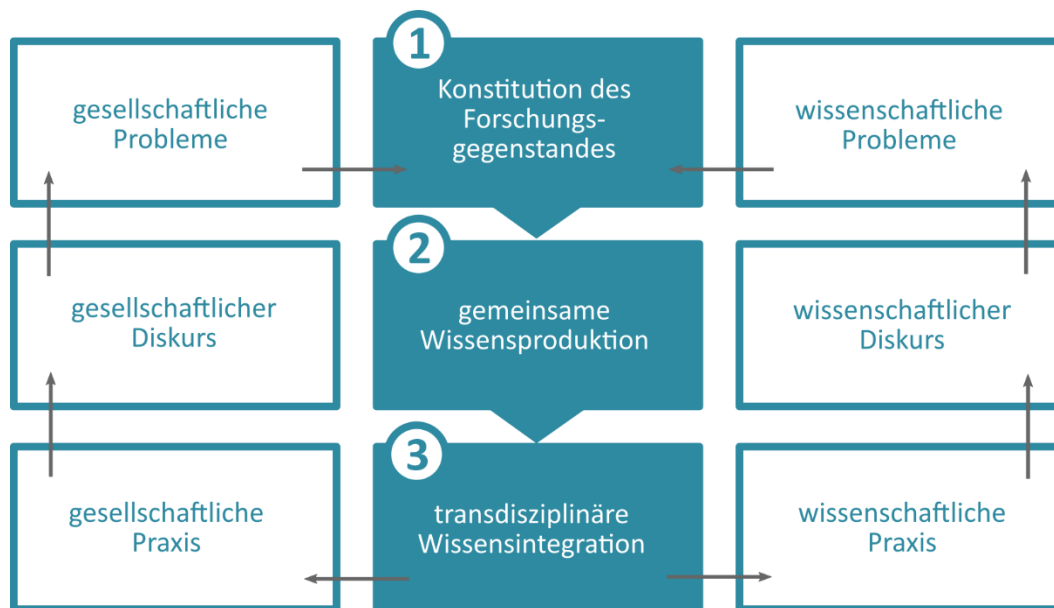 gesellschaftliche
Probleme
1
Konstitution des
Forschungs-
gegenstandes
wissenschaftliche
Probleme
gesellschaftlicher
Diskurs
2
gemeinsame
Wissensproduktion
wissenschaftlicher
Diskurs
gesellschaftliche
Praxis
3
transdisziplinäre
Wissensintegration
wissenschaftliche
Praxis